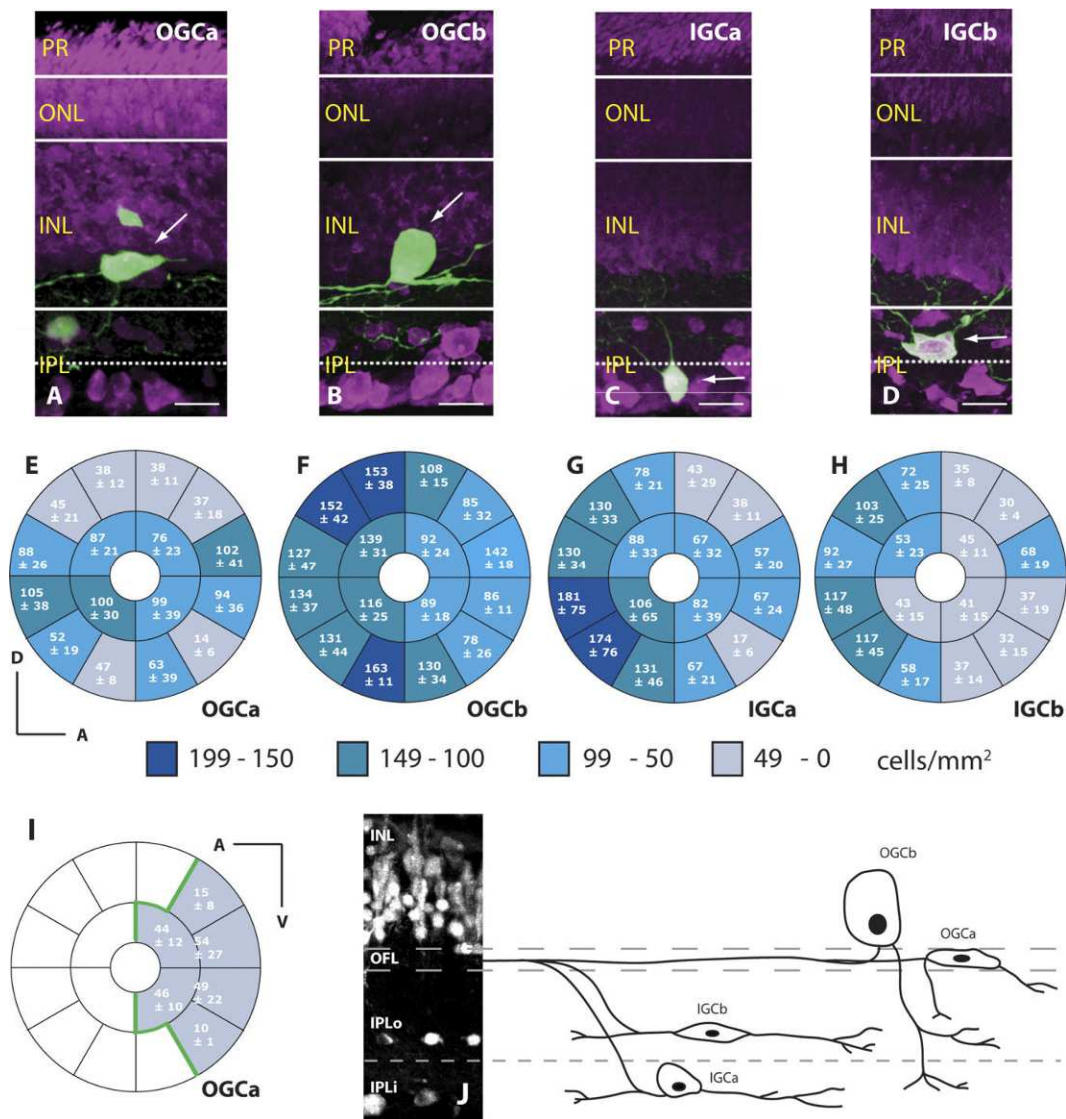 OGCa
PR
ONL
INL
IPL
A
OGCb
PR
ONL
INL
IPL
B
IGCa
PR
ONL
INL
IPL
C
IGCb
PR
ONL
INL
IPL
D
E
38
± 12
38
± 11
45
± 21
37
± 18
87
± 21
76
± 23
88
± 26
102
± 41
105
± 38
100
± 30
99
± 39
94
± 36
52
± 19
14
± 6
47
± 8
63
± 39
OGCa
D
A
F
153
± 38
108
± 15
152
± 42
85
± 32
139
± 31
92
± 24
127
± 47
142
± 18
134
± 37
116
± 25
89
± 18
86
± 11
131
± 44
78
± 26
163
± 11
130
± 34
OGCb
G
78
± 21
43
± 29
130
± 33
38
± 11
88
± 33
67
± 32
130
± 34
57
± 20
181
± 75
106
± 65
82
± 39
67
± 24
174
± 76
17
± 6
131
± 46
67
± 21
IGCa
H
72
± 25
35
± 8
103
± 25
30
± 4
53
± 23
45
± 11
92
± 27
68
± 19
117
± 48
43
± 15
41
± 15
37
± 19
117
± 45
32
± 15
58
± 17
37
± 14
IGCb
199 - 150
149 - 100
99 - 50
49 - 0
cells/mm²
I
A
V
15
± 8
44
± 12
54
± 27
46
± 10
49
± 22
10
± 1
OGCa
INL
OFL
IPLo
IPLi
J
OGCb
OGCa
IGCb
IGCa